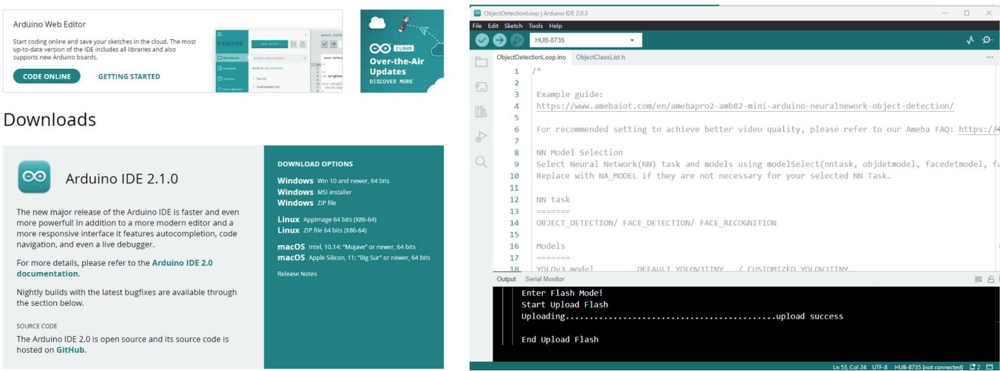 Arduino Web Editor
Start coding online and save your sketches in the cloud. The most
up-to-date version of the IDE includes all libraries and also
supports new Arduino boards.
CODE ONLINE
GETTING STARTED
EDITOR
NEW SKETCH
Sketchbook
SEARCH SKETCHBOOK
Examples
ORDER BY LAST MODIFIED
Libraries
Serial Monitor
CLOUD
Over-the-Air
Updates
DISCOVER MORE
Downloads
Arduino IDE 2.1.0
The new major release of the Arduino IDE is faster and even
more powerful! In addition to a more modern editor and a
more responsive interface it features autocompletion, code
navigation, and even a live debugger.
For more details, please refer to the Arduino IDE 2.0
documentation.
Nightly builds with the latest bugfixes are available through
the section below.
SOURCE CODE
The Arduino IDE 2.0 is open source and its source code is
hosted on GitHub.
DOWNLOAD OPTIONS
Windows Win 10 and newer, 64 bits
Windows MSI installer
Windows ZIP file
Linux AppImage 64 bits (X86-64)
Linux ZIP file 64 bits (X86-64)
macOS Intel, 10.14: “Mojave” or newer, 64 bits
macOS Apple Silicon, 11: “Big Sur” or newer, 64 bits
Release Notes
ObjectDetectionLoop | Arduino IDE 2.0.3
File Edit Sketch Tools Help
HUB-8735
ObjectDetectionLoop.ino ObjectClassList.h
1 /*
2
3 Example guide:
4 https://www.amebaiot.com/en/amebapro2-amb82-mini-arduino-neuralnework-object-detection/
5
6 For recommended setting to achieve better video quality, please refer to our Ameba FAQ: https://
7
8 NN Model Selection
9 Select Neural Network(NN) task and models using modelSelect(nntask, objdetmodel, facedetmodel, fa
10 Replace with NA_MODEL if they are not necessary for your selected NN Task.
11
12 NN task
13 =======
14 OBJECT_DETECTION/ FACE_DETECTION/ FACE_RECOGNITION
15
16 Models
17 =======
18 YOLOv3 model DEFAULT_YOLOV3TINY / CUSTOMIZED_YOLOV3TINY
Output Serial Monitor
Enter Flash Mode!
Start Upload Flash
Uploading............................................upload success
End Upload Flash
Ln 53, Col 24 UTF-8 HUB-8735 [not connected] 2